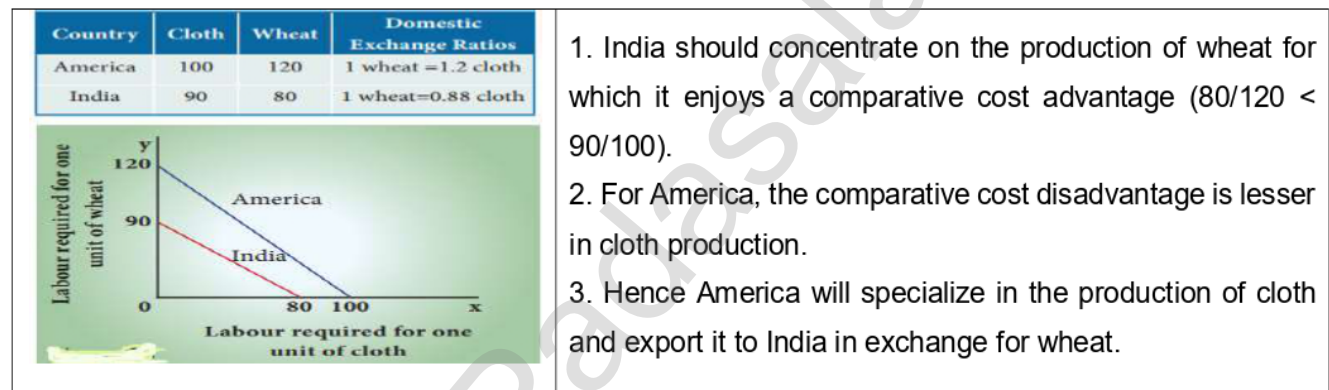 Country Cloth Wheat Domestic Exchange Ratios
America 100 120 1 wheat =1.2 cloth
India 90 80 1 wheat=0.88 cloth
y
120
90
America
India
0 80 100 x
Labour required for one
unit of wheat
Labour required for one
unit of cloth
1. India should concentrate on the production of wheat for
which it enjoys a comparative cost advantage (80/120 <
90/100).
2. For America, the comparative cost disadvantage is lesser
in cloth production.
3. Hence America will specialize in the production of cloth
and export it to India in exchange for wheat.
Padasala